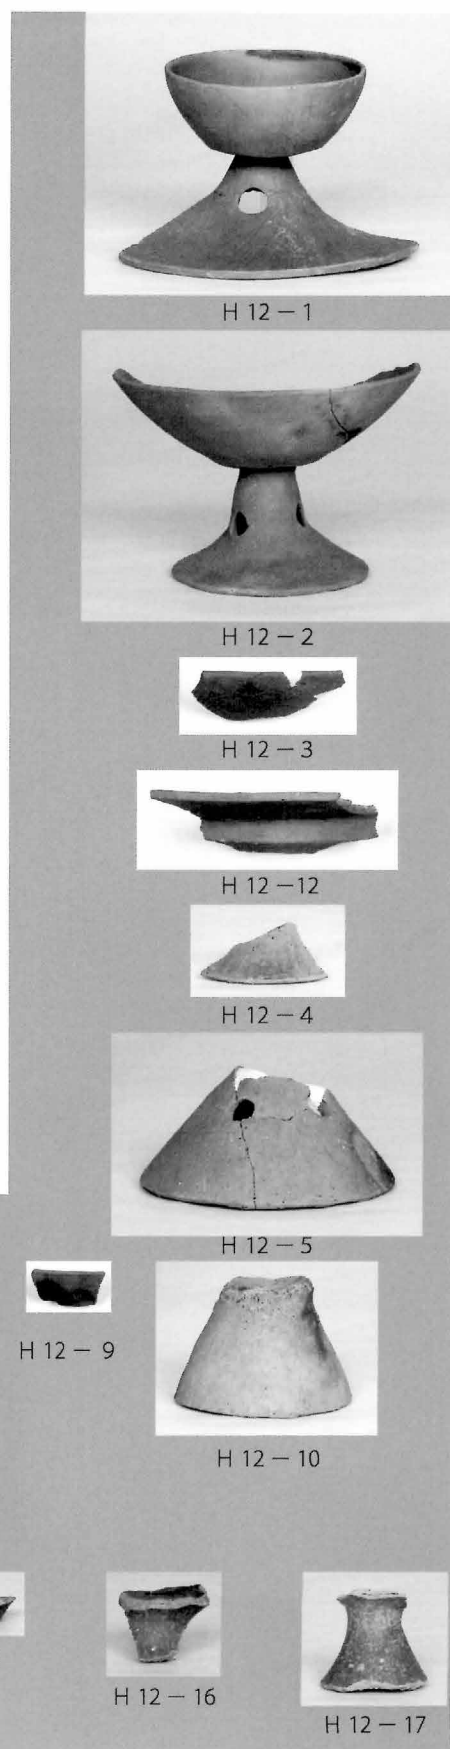 H 12 － 1
H 12 － 2
H 12 － 3
H 12 － 12
H 12 － 4
H 12 － 5
H 12 － 9
H 12 － 10
H 12 － 16
H 12 － 17